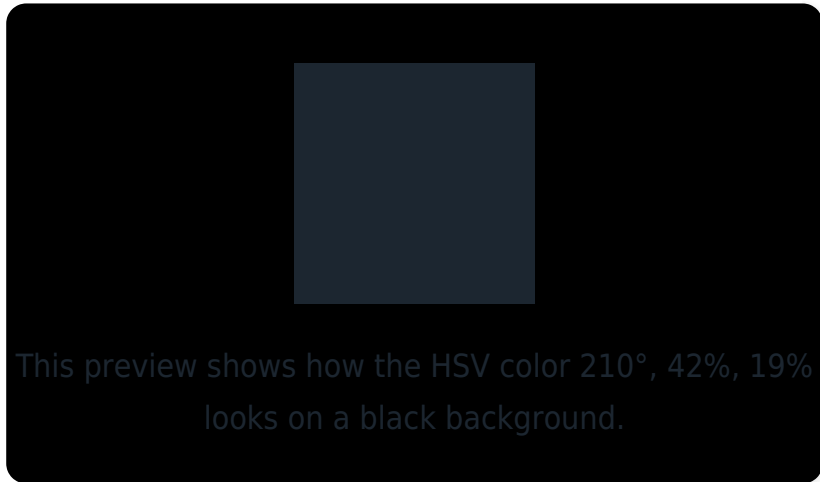 This preview shows how the HSV color 210°, 42%, 19%
looks on a black background.